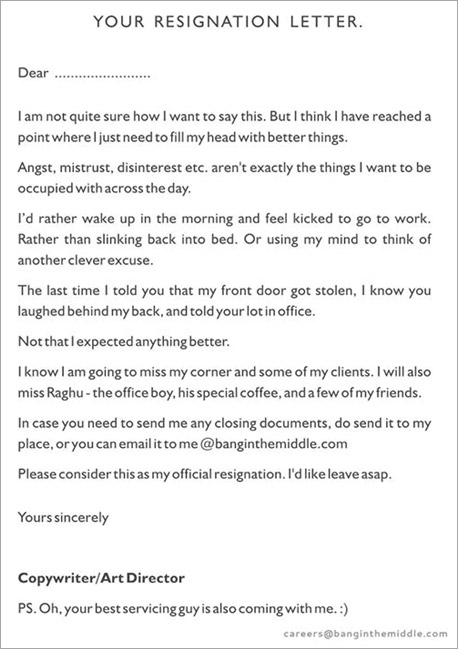 YOUR RESIGNATION LETTER.
Dear ........................
I am not quite sure how I want to say this. But I think I have reached a
point where I just need to fill my head with better things.
Angst, mistrust, disinterest etc. aren't exactly the things I want to be
occupied with across the day.
I'd rather wake up in the morning and feel kicked to go to work.
Rather than slinking back into bed. Or using my mind to think of
another clever excuse.
The last time I told you that my front door got stolen, I know you
laughed behind my back, and told your lot in office.
Not that I expected anything better.
I know I am going to miss my corner and some of my clients. I will also
miss Raghu - the office boy, his special coffee, and a few of my friends.
In case you need to send me any closing documents, do send it to my
place, or you can email it to me @banginthemiddle.com
Please consider this as my official resignation. I'd like leave asap.
Yours sincerely
Copywriter/Art Director
PS. Oh, your best servicing guy is also coming with me. :)
careers@banginthemiddle.com